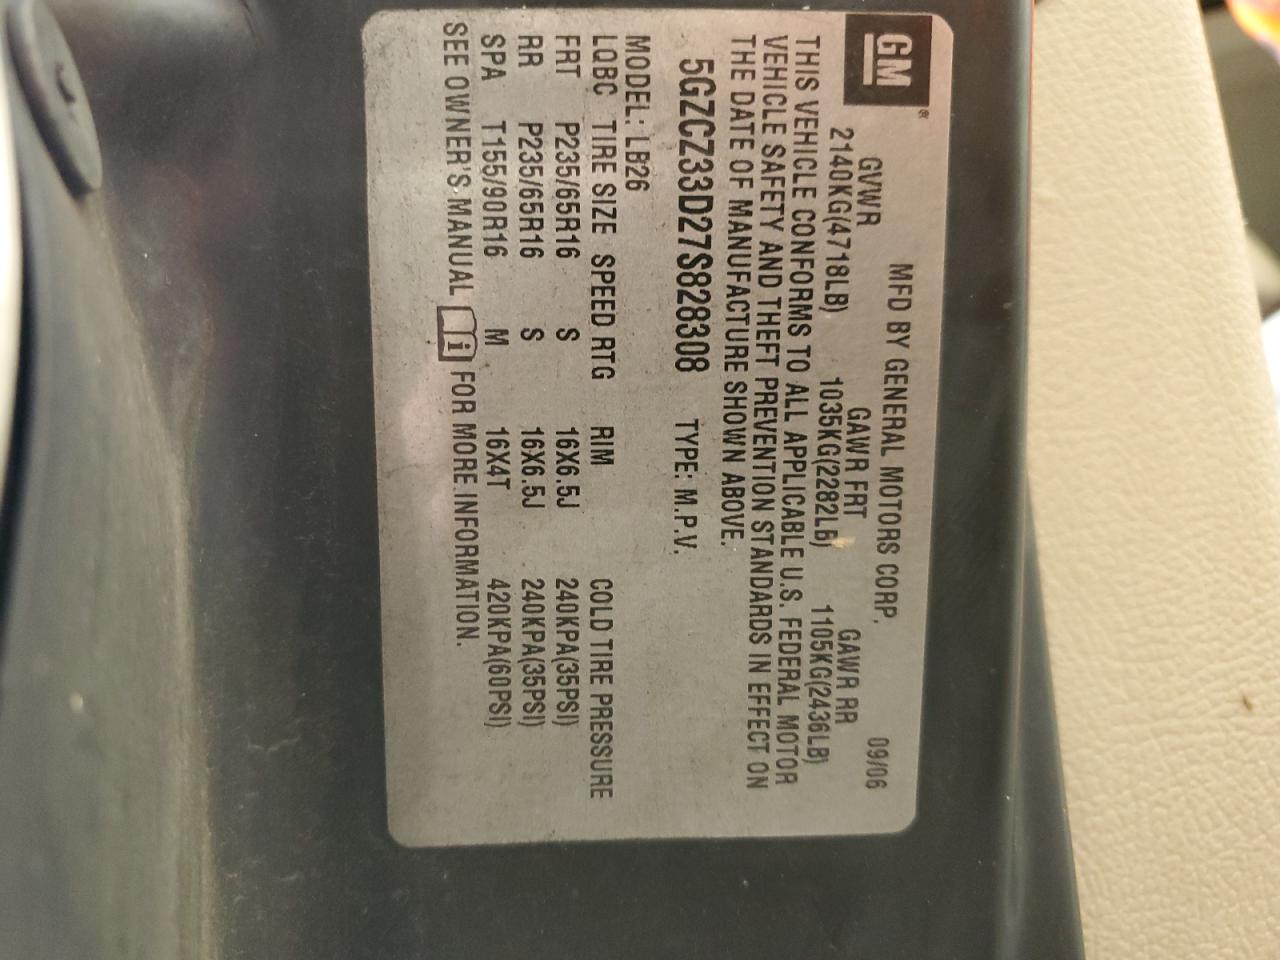 GM®
MFD BY GENERAL MOTORS CORP. 09/06
GVWR GAWR FRT GAWR RR
2140KG(4718LB) 1035KG(2282LB) 1105KG(2436LB)
THIS VEHICLE CONFORMS TO ALL APPLICABLE U.S. FEDERAL MOTOR
VEHICLE SAFETY AND THEFT PREVENTION STANDARDS IN EFFECT ON
THE DATE OF MANUFACTURE SHOWN ABOVE.
5GZCZ33D27S828308 TYPE: M.P.V.
MODEL: LB26
LQBC TIRE SIZE SPEED RTG RIM COLD TIRE PRESSURE
FRT P235/65R16 S 16X6.5J 240KPA(35PSI)
RR P235/65R16 S 16X6.5J 240KPA(35PSI)
SPA T155/90R16 M 16X4T 420KPA(60PSI)
SEE OWNER'S MANUAL i FOR MORE INFORMATION.